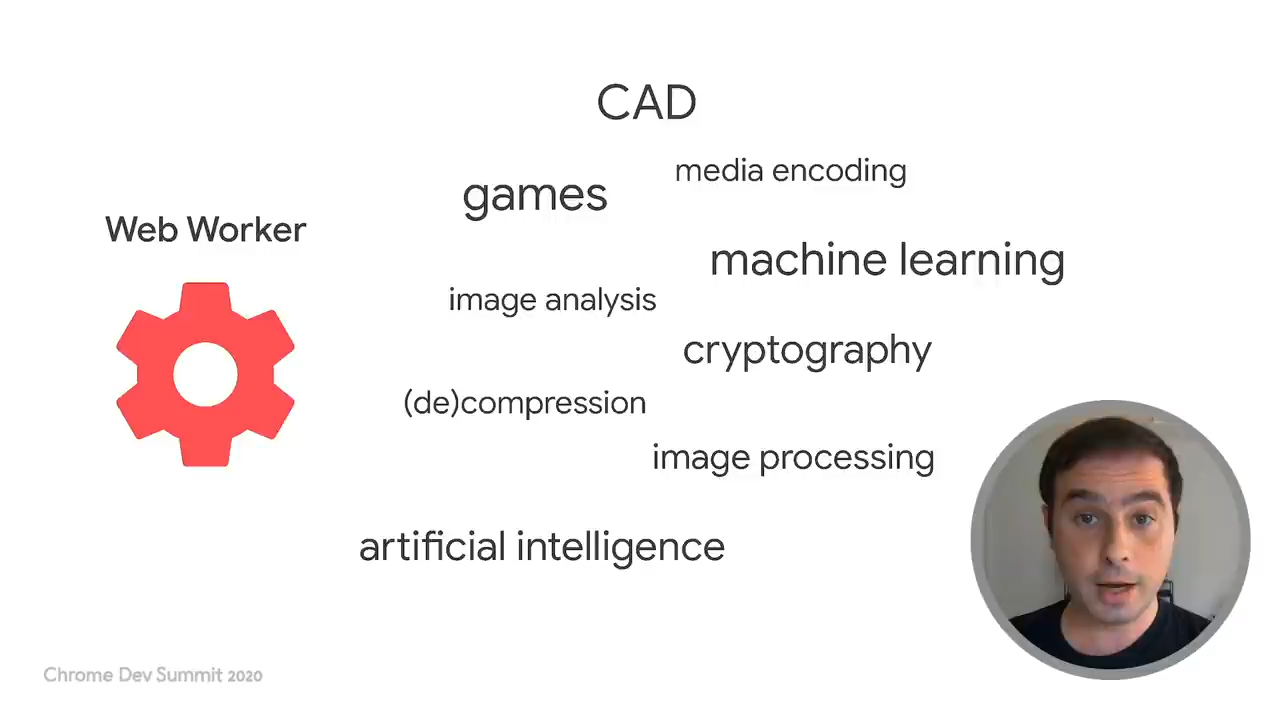 CAD
media encoding
games
Web Worker
machine learning
image analysis
cryptography
(de)compression
image processing
artificial intelligence
Chrome Dev Summit 2020